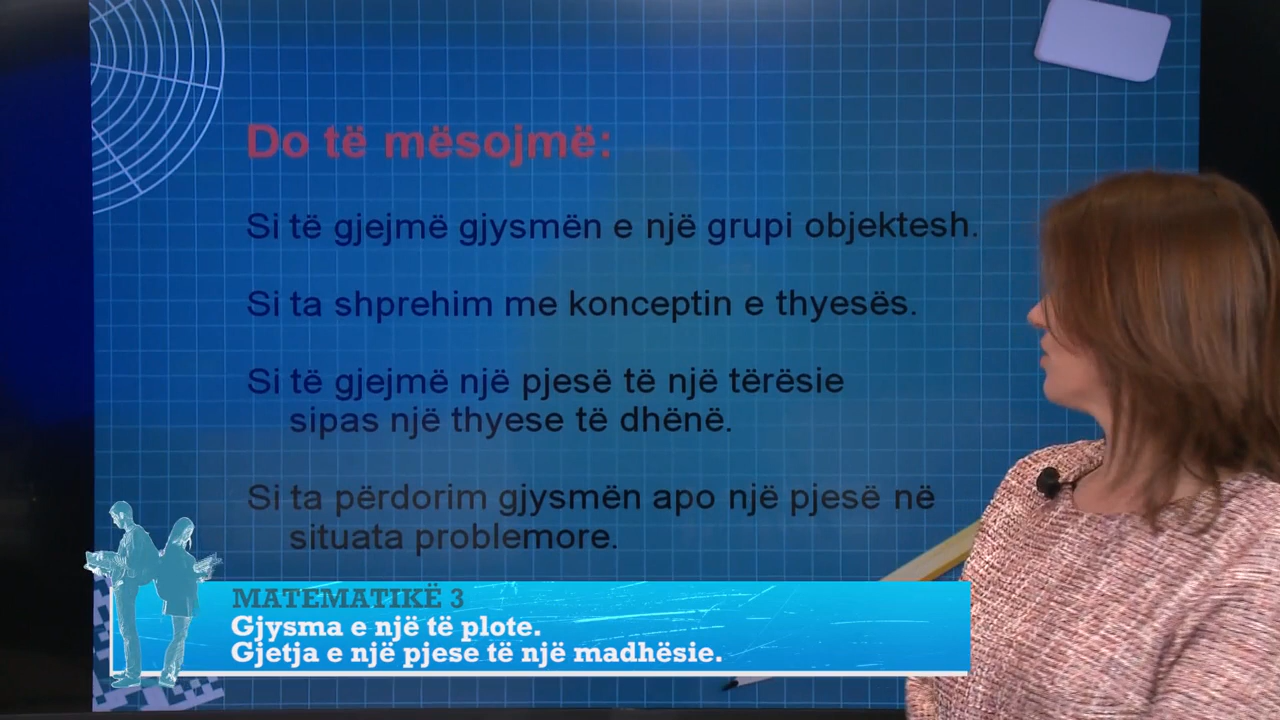 Do të mësojmë:
Si të gjejmë gjysmën e një grupi objektesh.
Si ta shprehim me konceptin e thyesës.
Si të gjejmë një pjesë të një tërësie
sipas një thyese të dhënë.
Si ta përdorim gjysmën apo një pjesë në
situata problemore.
MATEMATIKË 3
Gjysma e një të plote.
Gjetja e një pjese të një madhësie.